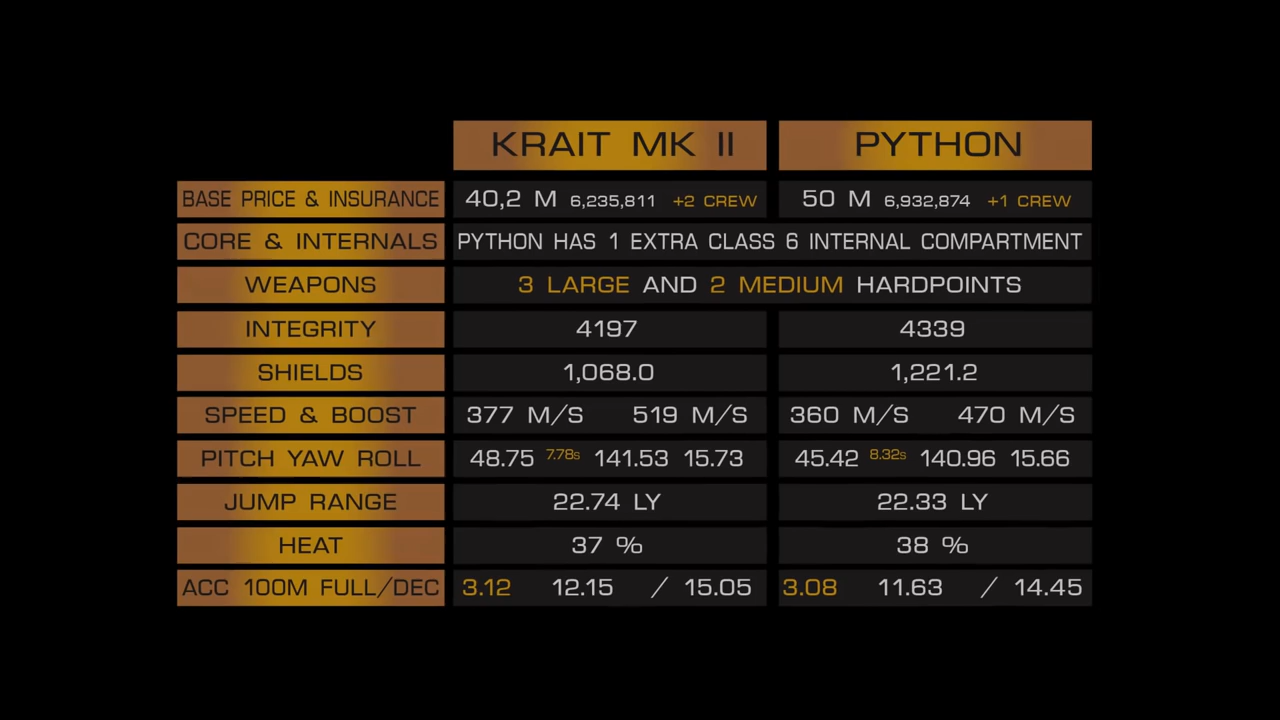 KRAIT MK II PYTHON
BASE PRICE & INSURANCE 40,2 M 6,235,811 +2 CREW 50 M 6,932,874 +1 CREW
CORE & INTERNALS PYTHON HAS 1 EXTRA CLASS 6 INTERNAL COMPARTMENT
WEAPONS 3 LARGE AND 2 MEDIUM HARDPOINTS
INTEGRITY 4197 4339
SHIELDS 1,068.0 1,221.2
SPEED & BOOST 377 M/S 519 M/S 360 M/S 470 M/S
PITCH YAW ROLL 48.75 7.78s 141.53 15.73 45.42 8.32s 140.96 15.66
JUMP RANGE 22.74 LY 22.33 LY
HEAT 37 % 38 %
ACC 100M FULL/DEC 3.12 12.15 / 15.05 3.08 11.63 / 14.45